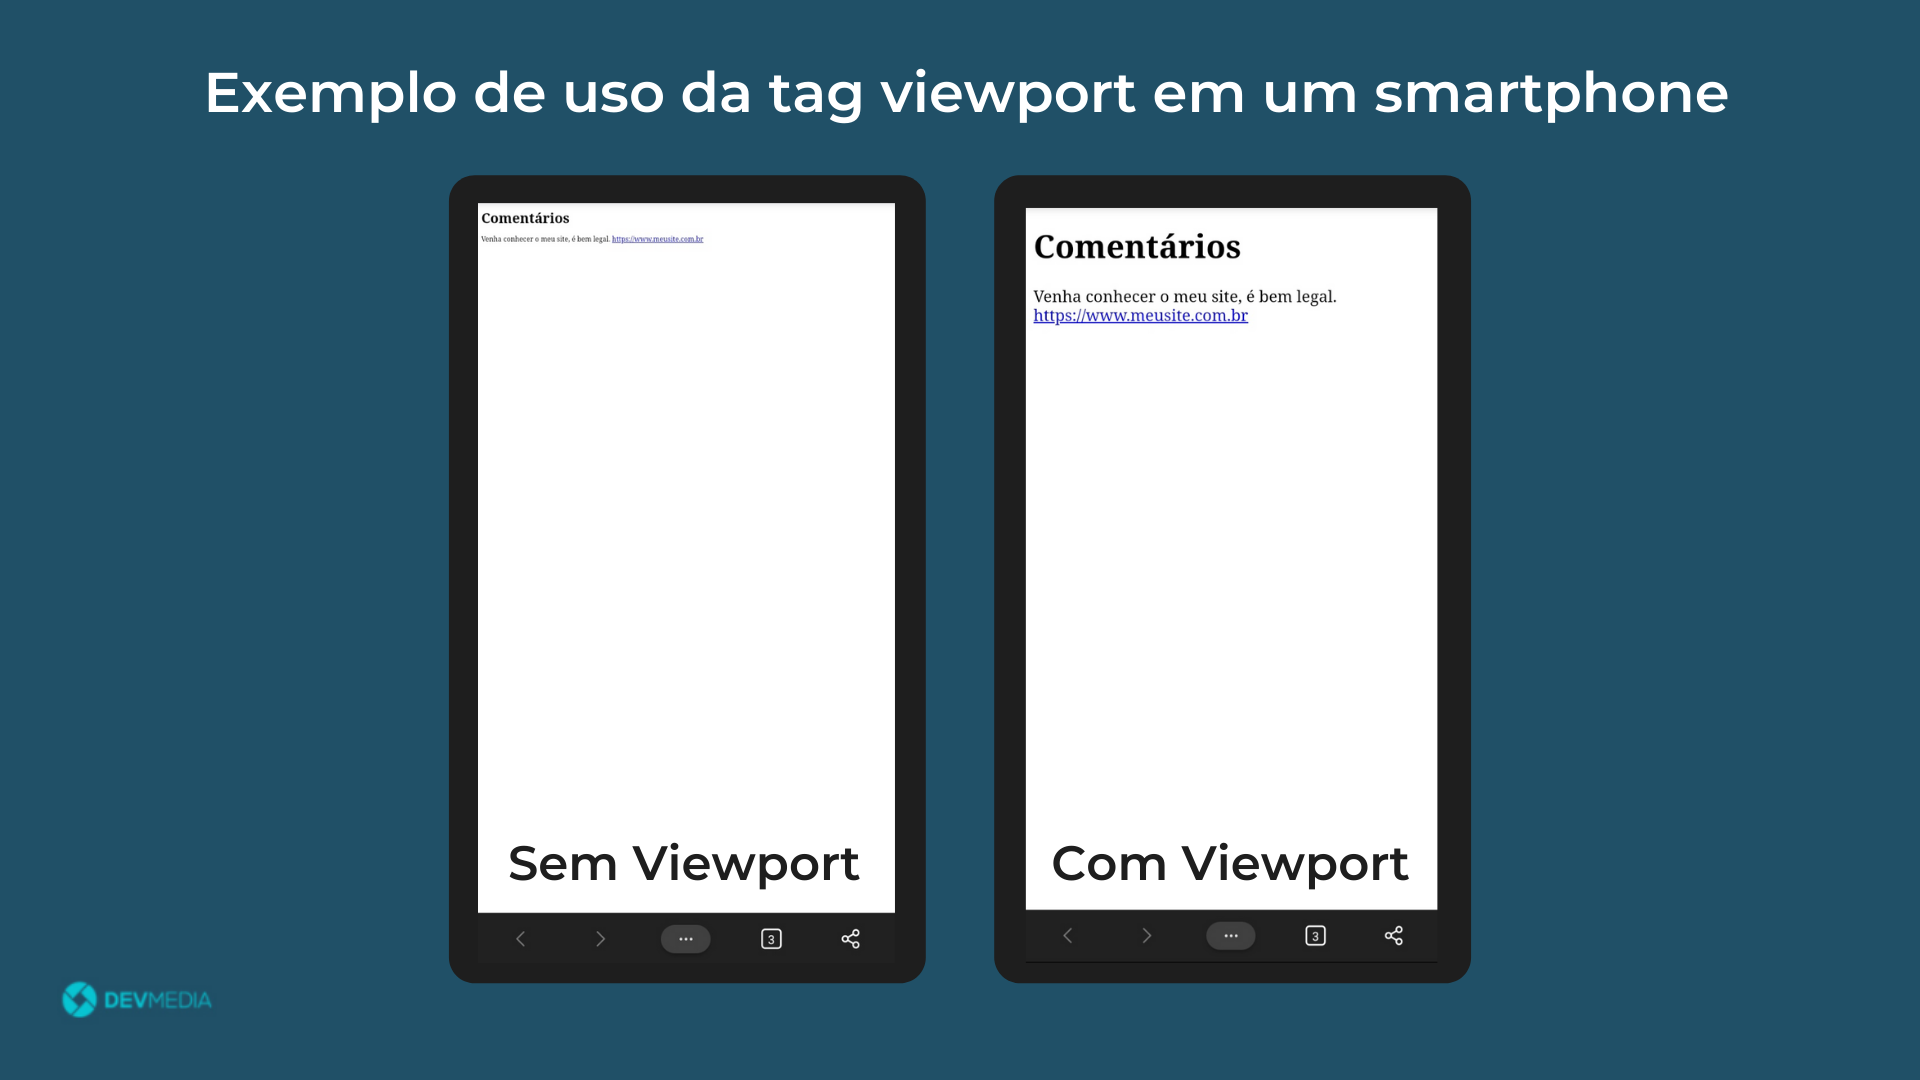 Exemplo de uso da tag viewport em um smartphone
Comentários
Venha conhecer o meu site, é bem legal. https://www.meusite.com.br
Sem Viewport
3
Comentários
Venha conhecer o meu site, é bem legal.
https://www.meusite.com.br
Com Viewport
3
DEVMEDIA